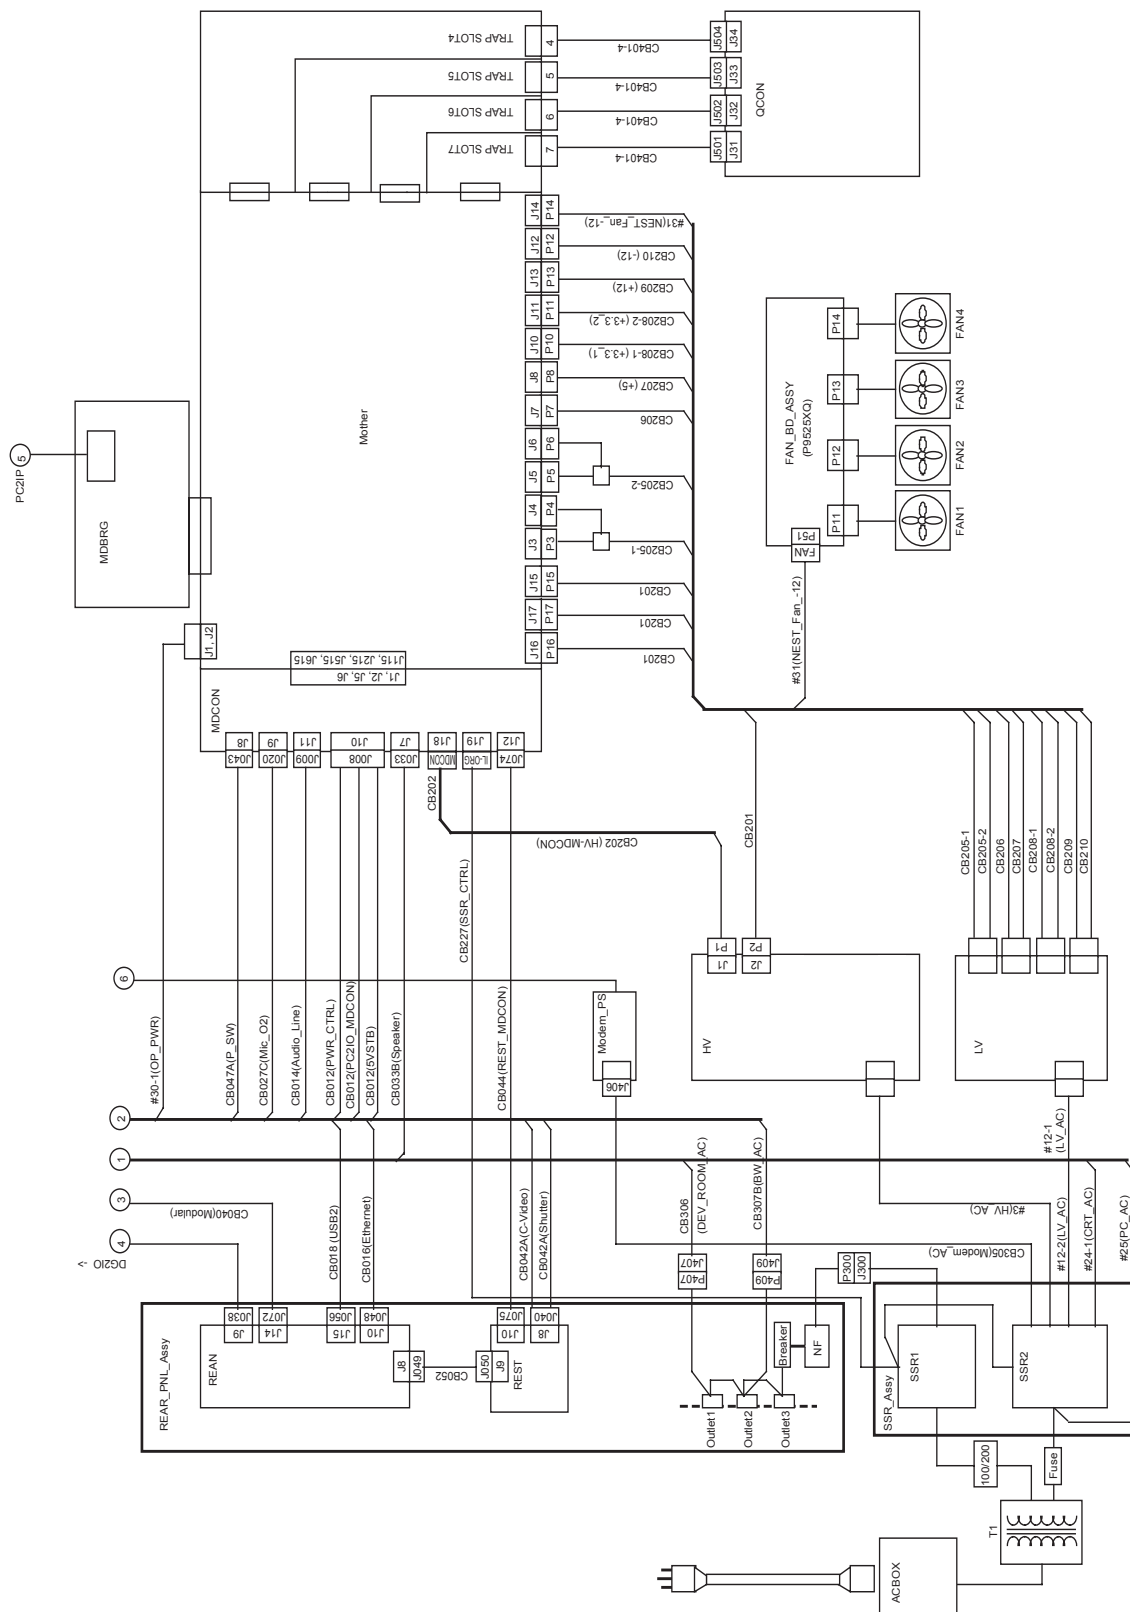 TRAP SLOT4
4
CB401-4
J504
J34
TRAP SLOT5
5
CB401-4
J503
J33
TRAP SLOT6
6
CB401-4
J502
J32
TRAP SLOT7
7
CB401-4
J501
J31
QCON
PC2IP
5
MDBRG
Mother
J14
P14
#31(NEST_Fan_-12)
J12
P12
CB210 (-12)
J13
P13
CB209 (+12)
J11
P11
CB208-2 (+3.3_2)
J10
P10
CB208-1 (+3.3_1)
J8
P8
CB207 (+5)
J7
P7
CB206
J6
P6
J5
P5
CB205-2
J4
P4
J3
P3
CB205-1
J15
P15
CB201
J17
P17
CB201
J16
P16
CB201
FAN_BD_ASSY
(P9525XQ)
P14
P13
P12
P11
FAN4
FAN3
FAN2
FAN1
P51
FAN
#31(NEST_Fan_-12)
J1, J2
J115, J215, J515, J615
J1, J2, J5, J6
MDCON
J8
J043
J9
J020
J11
J009
J10
J008
J7
J033
J18
MDCON
J19
IL-ORG
J12
J074
CB202
CB202 (HV-MDCON)
CB201
CB205-1
CB205-2
CB206
CB207
CB208-1
CB208-2
CB209
CB210
#30-1(OP_PWR)
CB047A(P_SW)
CB027C(Mic_O2)
CB014(Audio_Line)
CB012(PWR_CTRL)
CB012(PC2IO_MDCON)
CB012(5VSTB)
CB033B(Speaker)
CB227(SSR_CTRL)
CB044(REST_MDCON)
6
Modem_PS
J406
P1
J1
P2
J2
HV
LV
2
1
3
4
DG2IO ->
CB040(Modular)
CB018 (USB2)
CB016(Ethernet)
CB042A(C-Video)
CB042A(Shutter)
CB306
(DEV_ROOM_AC)
CB307B(BW_AC)
#12-1
(LV_AC)
#3(HV_AC)
CB305(Modem_AC)
#12-2(LV_AC)
#24-1(CRT_AC)
#25(PC_AC)
REAR_PNL_Assy
REAN
J038
J9
J072
J14
J056
J15
J048
J10
J8
J049
CB052
J050
J9
REST
J075
J10
J040
J8
J407
P407
J409
P409
P300
J300
Breaker
NF
Outlet1
Outlet2
Outlet3
SSR_Assy
SSR1
SSR2
100/200
Fuse
T1
ACBOX